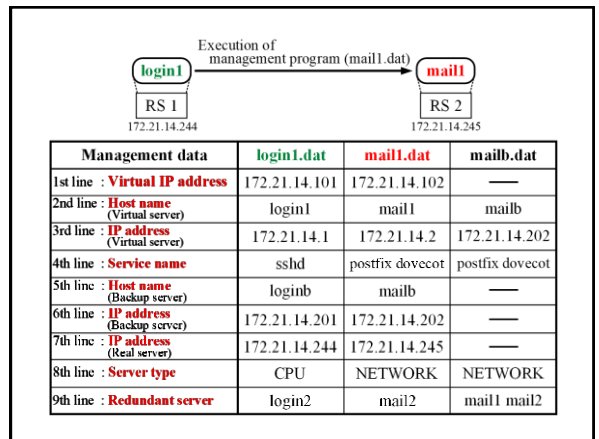 Execution of
management program (mail1.dat)
login1
mail1
RS 1
RS 2
172.21.14.244
172.21.14.245
Management data login1.dat mail1.dat mailb.dat
1st line : Virtual IP address 172.21.14.101 172.21.14.102 —
2nd line : Host name (Virtual server) login1 mail1 mailb
3rd line : IP address (Virtual server) 172.21.14.1 172.21.14.2 172.21.14.202
4th line : Service name sshd postfix dovecot postfix dovecot
5th line : Host name (Backup server) loginb mailb —
6th line : IP address (Backup server) 172.21.14.201 172.21.14.202 —
7th line : IP address (Real server) 172.21.14.244 172.21.14.245 —
8th line : Server type CPU NETWORK NETWORK
9th line : Redundant server login2 mail2 mail1 mail2